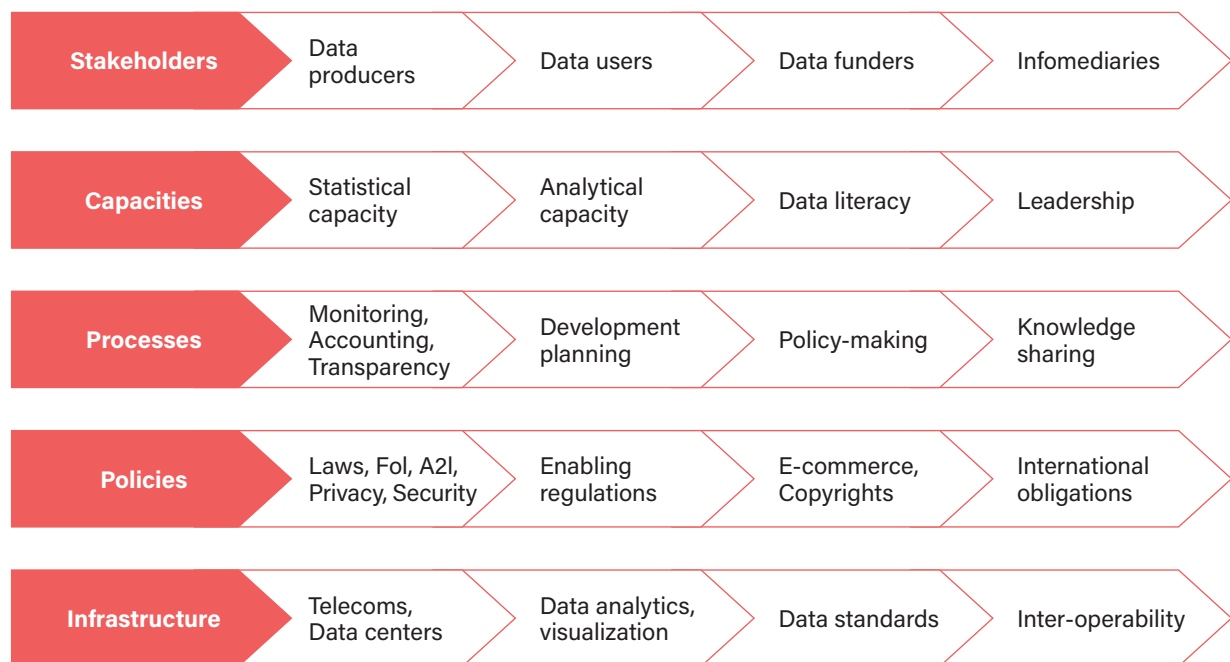 Stakeholders
Data
producers
Data users
Data funders
Infomediaries
Capacities
Statistical
capacity
Analytical
capacity
Data literacy
Leadership
Processes
Monitoring,
Accounting,
Transparency
Development
planning
Policy-making
Knowledge
sharing
Policies
Laws, FoI, A2I,
Privacy, Security
Enabling
regulations
E-commerce,
Copyrights
International
obligations
Infrastructure
Telecoms,
Data centers
Data analytics,
visualization
Data standards
Inter-operability